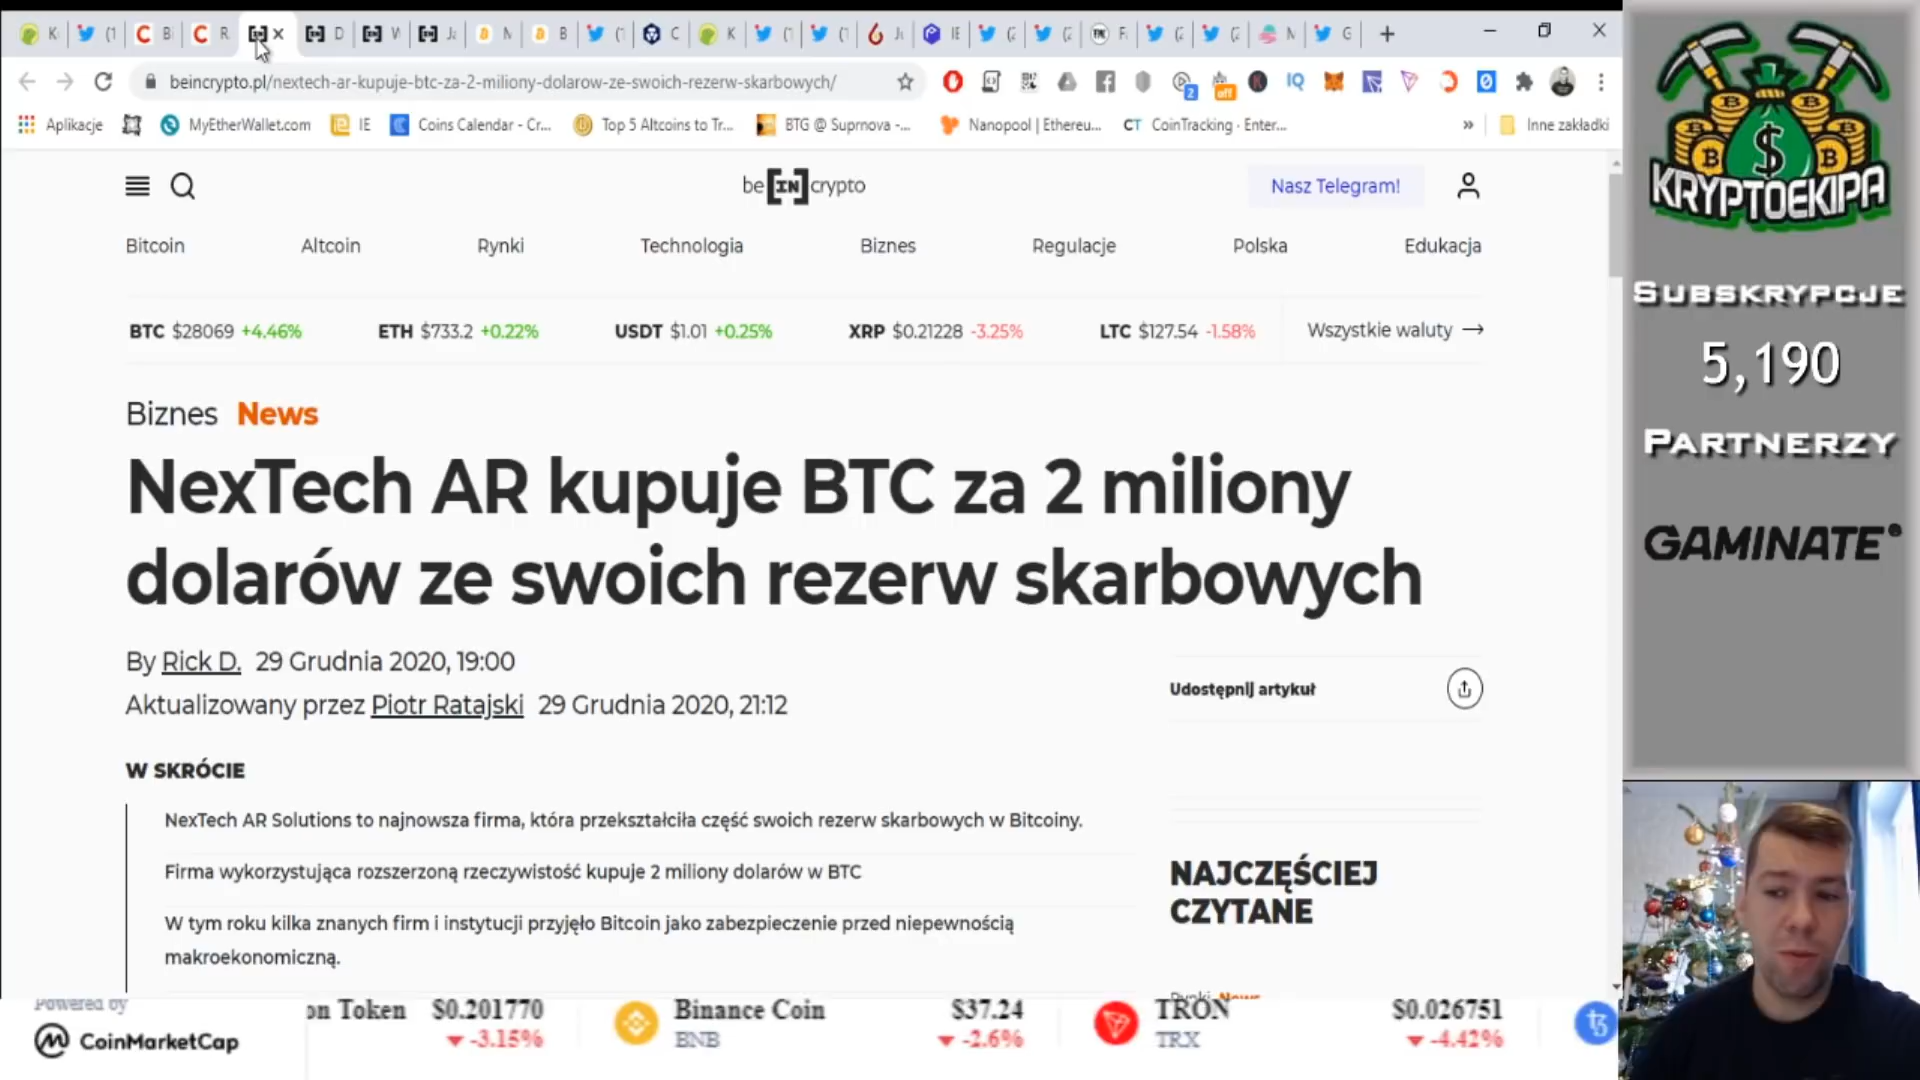 beincrypto.pl/nextech-ar-kupuje-btc-za-2-miliony-dolarow-ze-swoich-rezerw-skarbowych/
Aplikacje MyEtherWallet.com IE Coins Calendar - Cr... Top 5 Altcoins to Tr... BTG @ Suprnova -... Nanopool | Ethereu... CoinTracking · Enter... » Inne zakładki
be[IN]crypto
Nasz Telegram!
Bitcoin Altcoin Rynki Technologia Biznes Regulacje Polska Edukacja
BTC $28069 +4.46% ETH $733.2 +0.22% USDT $1.01 +0.25% XRP $0.21228 -3.25% LTC $127.54 -1.58% Wszystkie waluty →
Biznes News
NexTech AR kupuje BTC za 2 miliony
dolarów ze swoich rezerw skarbowych
By Rick D. 29 Grudnia 2020, 19:00
Aktualizowany przez Piotr Ratajski 29 Grudnia 2020, 21:12
Udostępnij artykuł
W SKRÓCIE
NexTech AR Solutions to najnowsza firma, która przekształciła część swoich rezerw skarbowych w Bitcoiny.
Firma wykorzystująca rozszerzoną rzeczywistość kupuje 2 miliony dolarów w BTC
W tym roku kilka znanych firm i instytucji przyjęło Bitcoin jako zabezpieczenie przed niepewnością
makroekonomiczną.
NAJCZĘŚCIEJ
CZYTANE
Rynki News
Powered by
CoinMarketCap
on Token $0.201770
-3.15%
Binance Coin $37.24
BNB -2.6%
TRON $0.026751
TRX -4.42%
KRYPTOEKIPA
SUBSKRYPCJE
5,190
PARTNERZY
GAMINATE